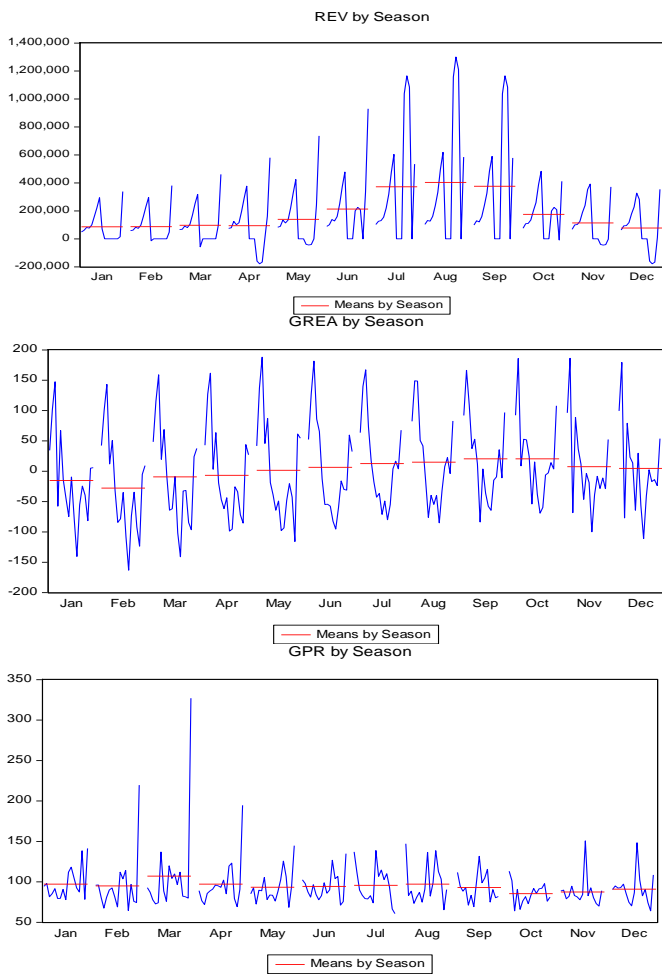 REV by Season
1,400,000
1,200,000
1,000,000
800,000
600,000
400,000
200,000
0
-200,000
Jan Feb Mar Apr May Jun Jul Aug Sep Oct Nov Dec
Means by Season
GREA by Season
200
150
100
50
0
-50
-100
-150
-200
Jan Feb Mar Apr May Jun Jul Aug Sep Oct Nov Dec
Means by Season
GPR by Season
350
300
250
200
150
100
50
Jan Feb Mar Apr May Jun Jul Aug Sep Oct Nov Dec
Means by Season